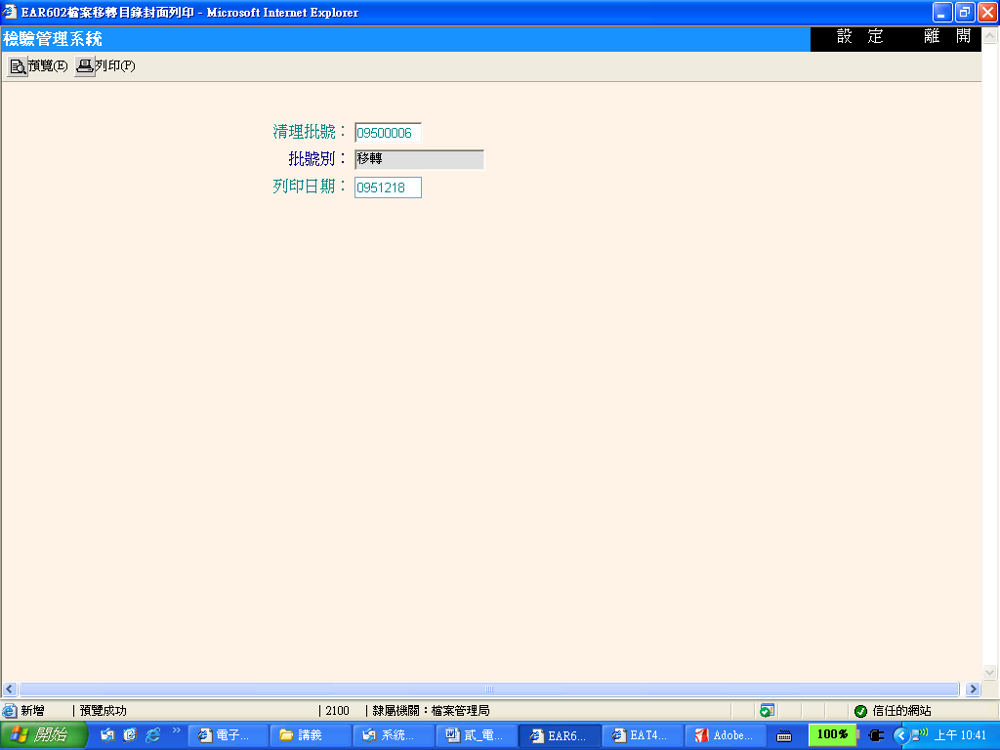 EAR602檔案移轉目錄封面列印 - Microsoft Internet Explorer
檢驗管理系統
設 定 離 開
預覽(E) 列印(P)
清理批號： 09500006
批號別： 移轉
列印日期： 0951218
新增 | 預覽成功 | 2100 | 隸屬機關：檔案管理局 信任的網站
開始 » 電子... 講義 系統... 貳_電... EAR6... EAT4... Adobe... 100% 上午 10:41